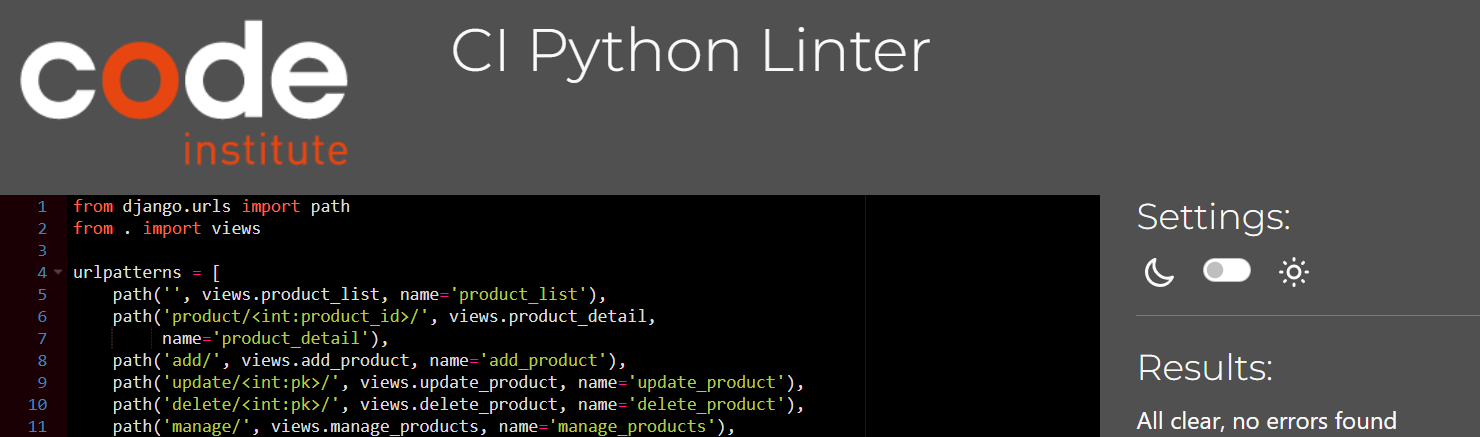 code
institute
CI Python Linter
1 from django.urls import path
2 from . import views
3
4 urlpatterns = [
5     path('', views.product_list, name='product_list'),
6     path('product/<int:product_id>/', views.product_detail,
7          name='product_detail'),
8     path('add/', views.add_product, name='add_product'),
9     path('update/<int:pk>/', views.update_product, name='update_product'),
10     path('delete/<int:pk>/', views.delete_product, name='delete_product'),
11     path('manage/', views.manage_products, name='manage_products'),
Settings:
Results:
All clear, no errors found